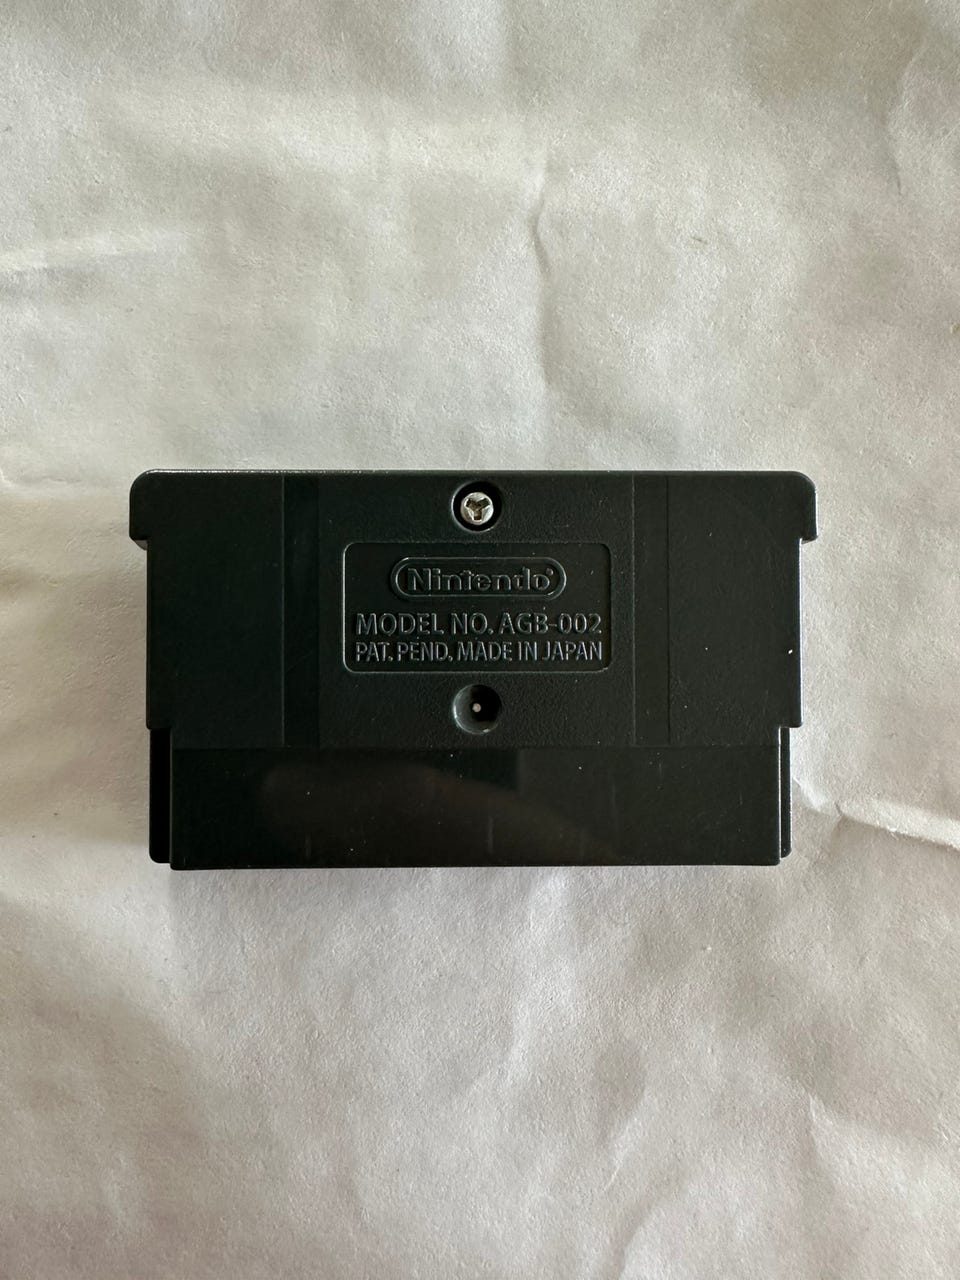 Nintendo®
MODEL NO. AGB-002
PAT. PEND. MADE IN JAPAN